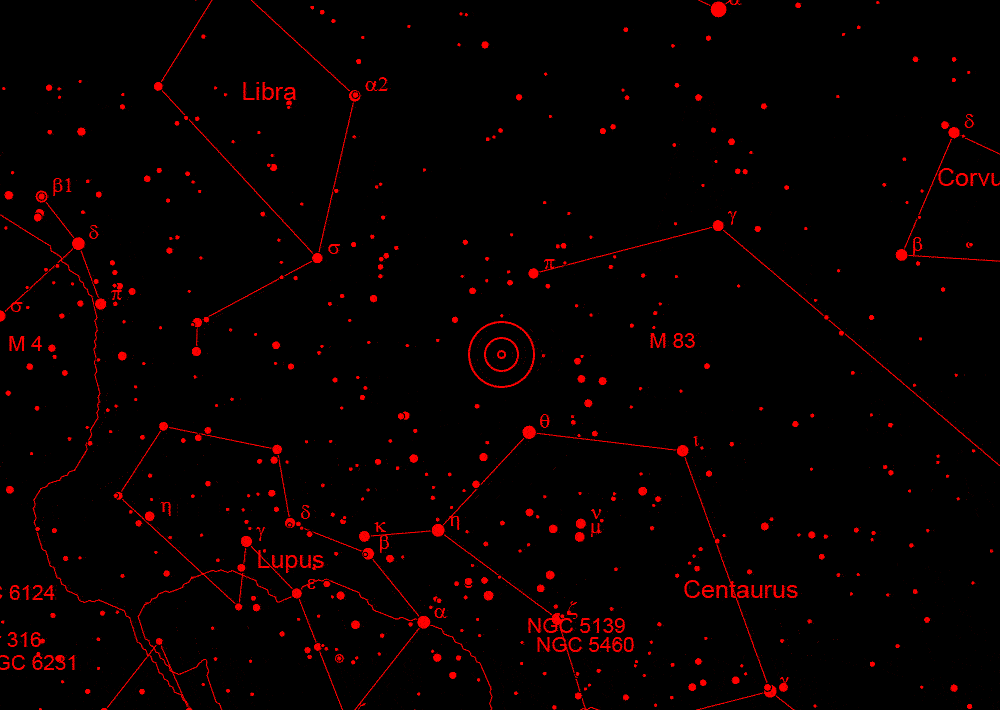 α
Libra
α2
δ
Corvu
β1
γ
δ
β
σ
π
π
σ
M 4
M 83
θ
ι
η
δ
ν
η
κ
μ
γ
β
Lupus
ε
Centaurus
C 6124
α
ζ
NGC 5139
316
NGC 5460
GC 6231
γ